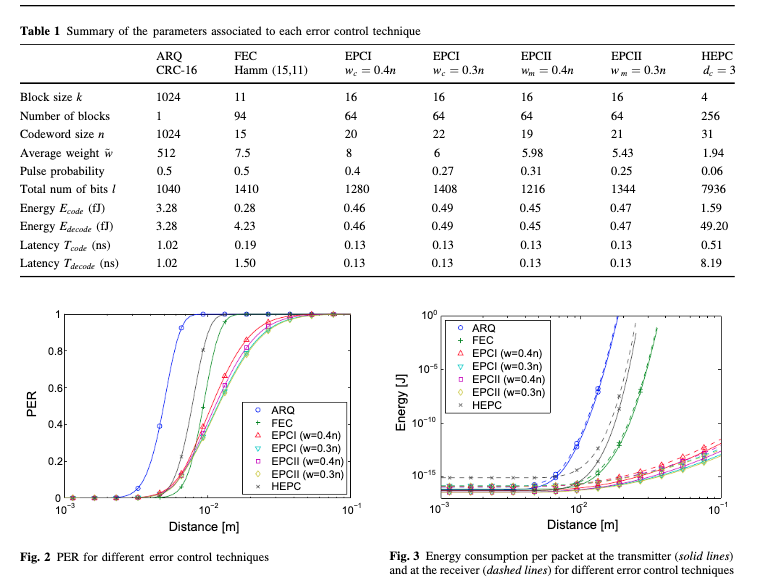 Table 1 Summary of the parameters associated to each error control technique
ARQ FEC EPCI EPCI EPCII EPCII HEPC
CRC-16 Hamm (15,11) wc = 0.4n wc = 0.3n wm = 0.4n wm = 0.3n dc = 3
Block size k 1024 11 16 16 16 16 4
Number of blocks 1 94 64 64 64 64 256
Codeword size n 1024 15 20 22 19 21 31
Average weight w̄ 512 7.5 8 6 5.98 5.43 1.94
Pulse probability 0.5 0.5 0.4 0.27 0.31 0.25 0.06
Total num of bits l 1040 1410 1280 1408 1216 1344 7936
Energy Ecode (fJ) 3.28 0.28 0.46 0.49 0.45 0.47 1.59
Energy Edecode (fJ) 3.28 4.23 0.46 0.49 0.45 0.47 49.20
Latency Tcode (ns) 1.02 0.19 0.13 0.13 0.13 0.13 0.51
Latency Tdecode (ns) 1.02 1.50 0.13 0.13 0.13 0.13 8.19
1
0.8
0.6
0.4
0.2
0
PER
ARQ
FEC
EPCI (w=0.4n)
EPCI (w=0.3n)
EPCII (w=0.4n)
EPCII (w=0.3n)
HEPC
10⁻³ 10⁻² 10⁻¹
Distance [m]
Fig. 2 PER for different error control techniques
10⁰
10⁻⁵
10⁻¹⁰
10⁻¹⁵
Energy [J]
ARQ
FEC
EPCI (w=0.4n)
EPCI (w=0.3n)
EPCII (w=0.4n)
EPCII (w=0.3n)
HEPC
10⁻³ 10⁻² 10⁻¹
Distance [m]
Fig. 3 Energy consumption per packet at the transmitter (solid lines)
and at the receiver (dashed lines) for different error control techniques